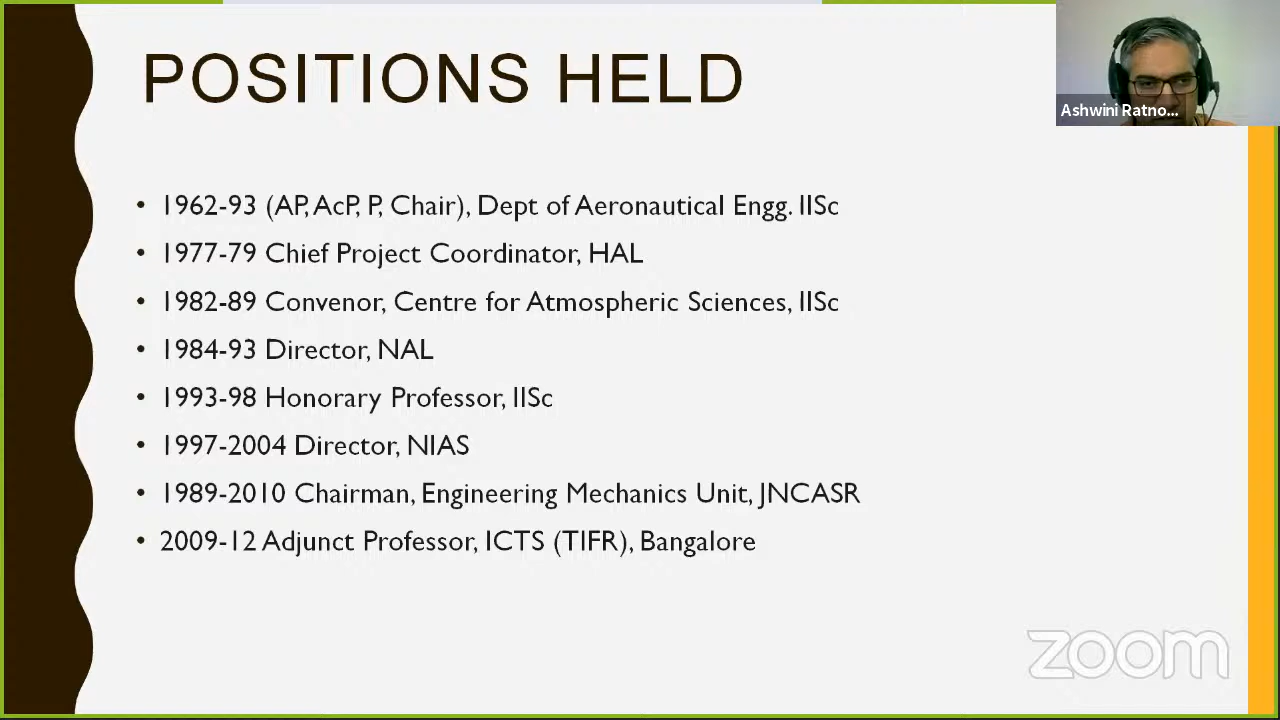 POSITIONS HELD
Ashwini Ratno...
• 1962-93 (AP, AcP, P, Chair), Dept of Aeronautical Engg. IISc
• 1977-79 Chief Project Coordinator, HAL
• 1982-89 Convenor, Centre for Atmospheric Sciences, IISc
• 1984-93 Director, NAL
• 1993-98 Honorary Professor, IISc
• 1997-2004 Director, NIAS
• 1989-2010 Chairman, Engineering Mechanics Unit, JNCASR
• 2009-12 Adjunct Professor, ICTS (TIFR), Bangalore
zoom